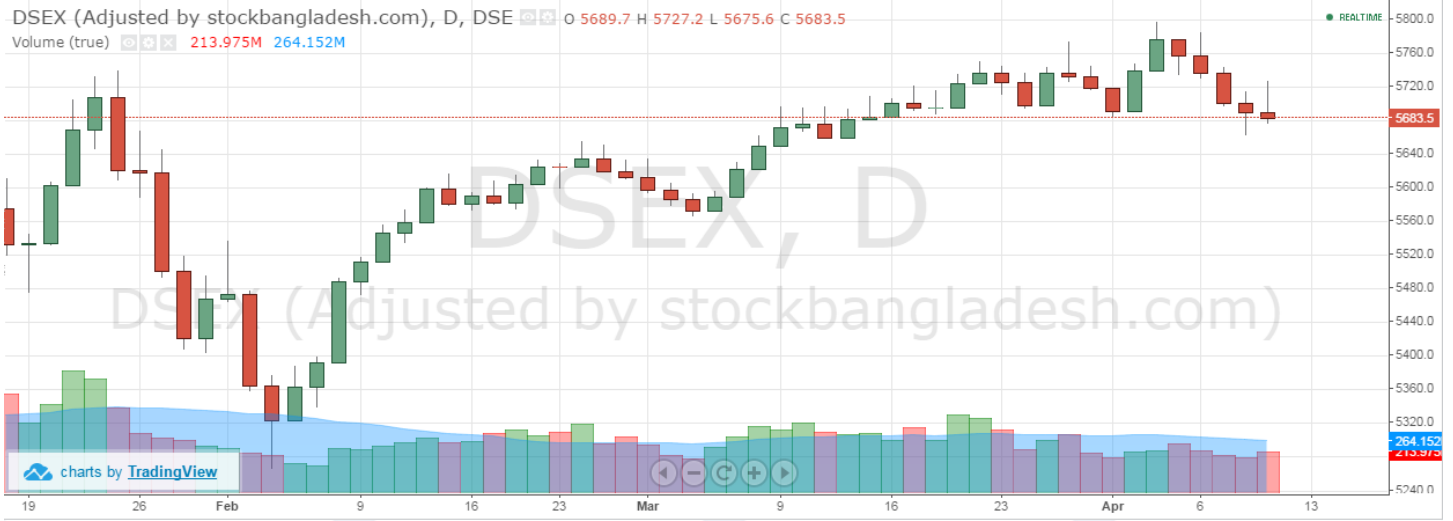 DSEX (Adjusted by stockbangladesh.com), D, DSE O 5689.7 H 5727.2 L 5675.6 C 5683.5
Volume (true) 213.975M 264.152M
REALTIME
DSEX, D
DSEX (Adjusted by stockbangladesh.com)
5800.0
5760.0
5720.0
5683.5
5640.0
5600.0
5560.0
5520.0
5480.0
5440.0
5400.0
5360.0
5320.0
264.152
213.975
5240.0
charts by TradingView
19 26 Feb 9 16 23 Mar 9 16 23 Apr 6 13